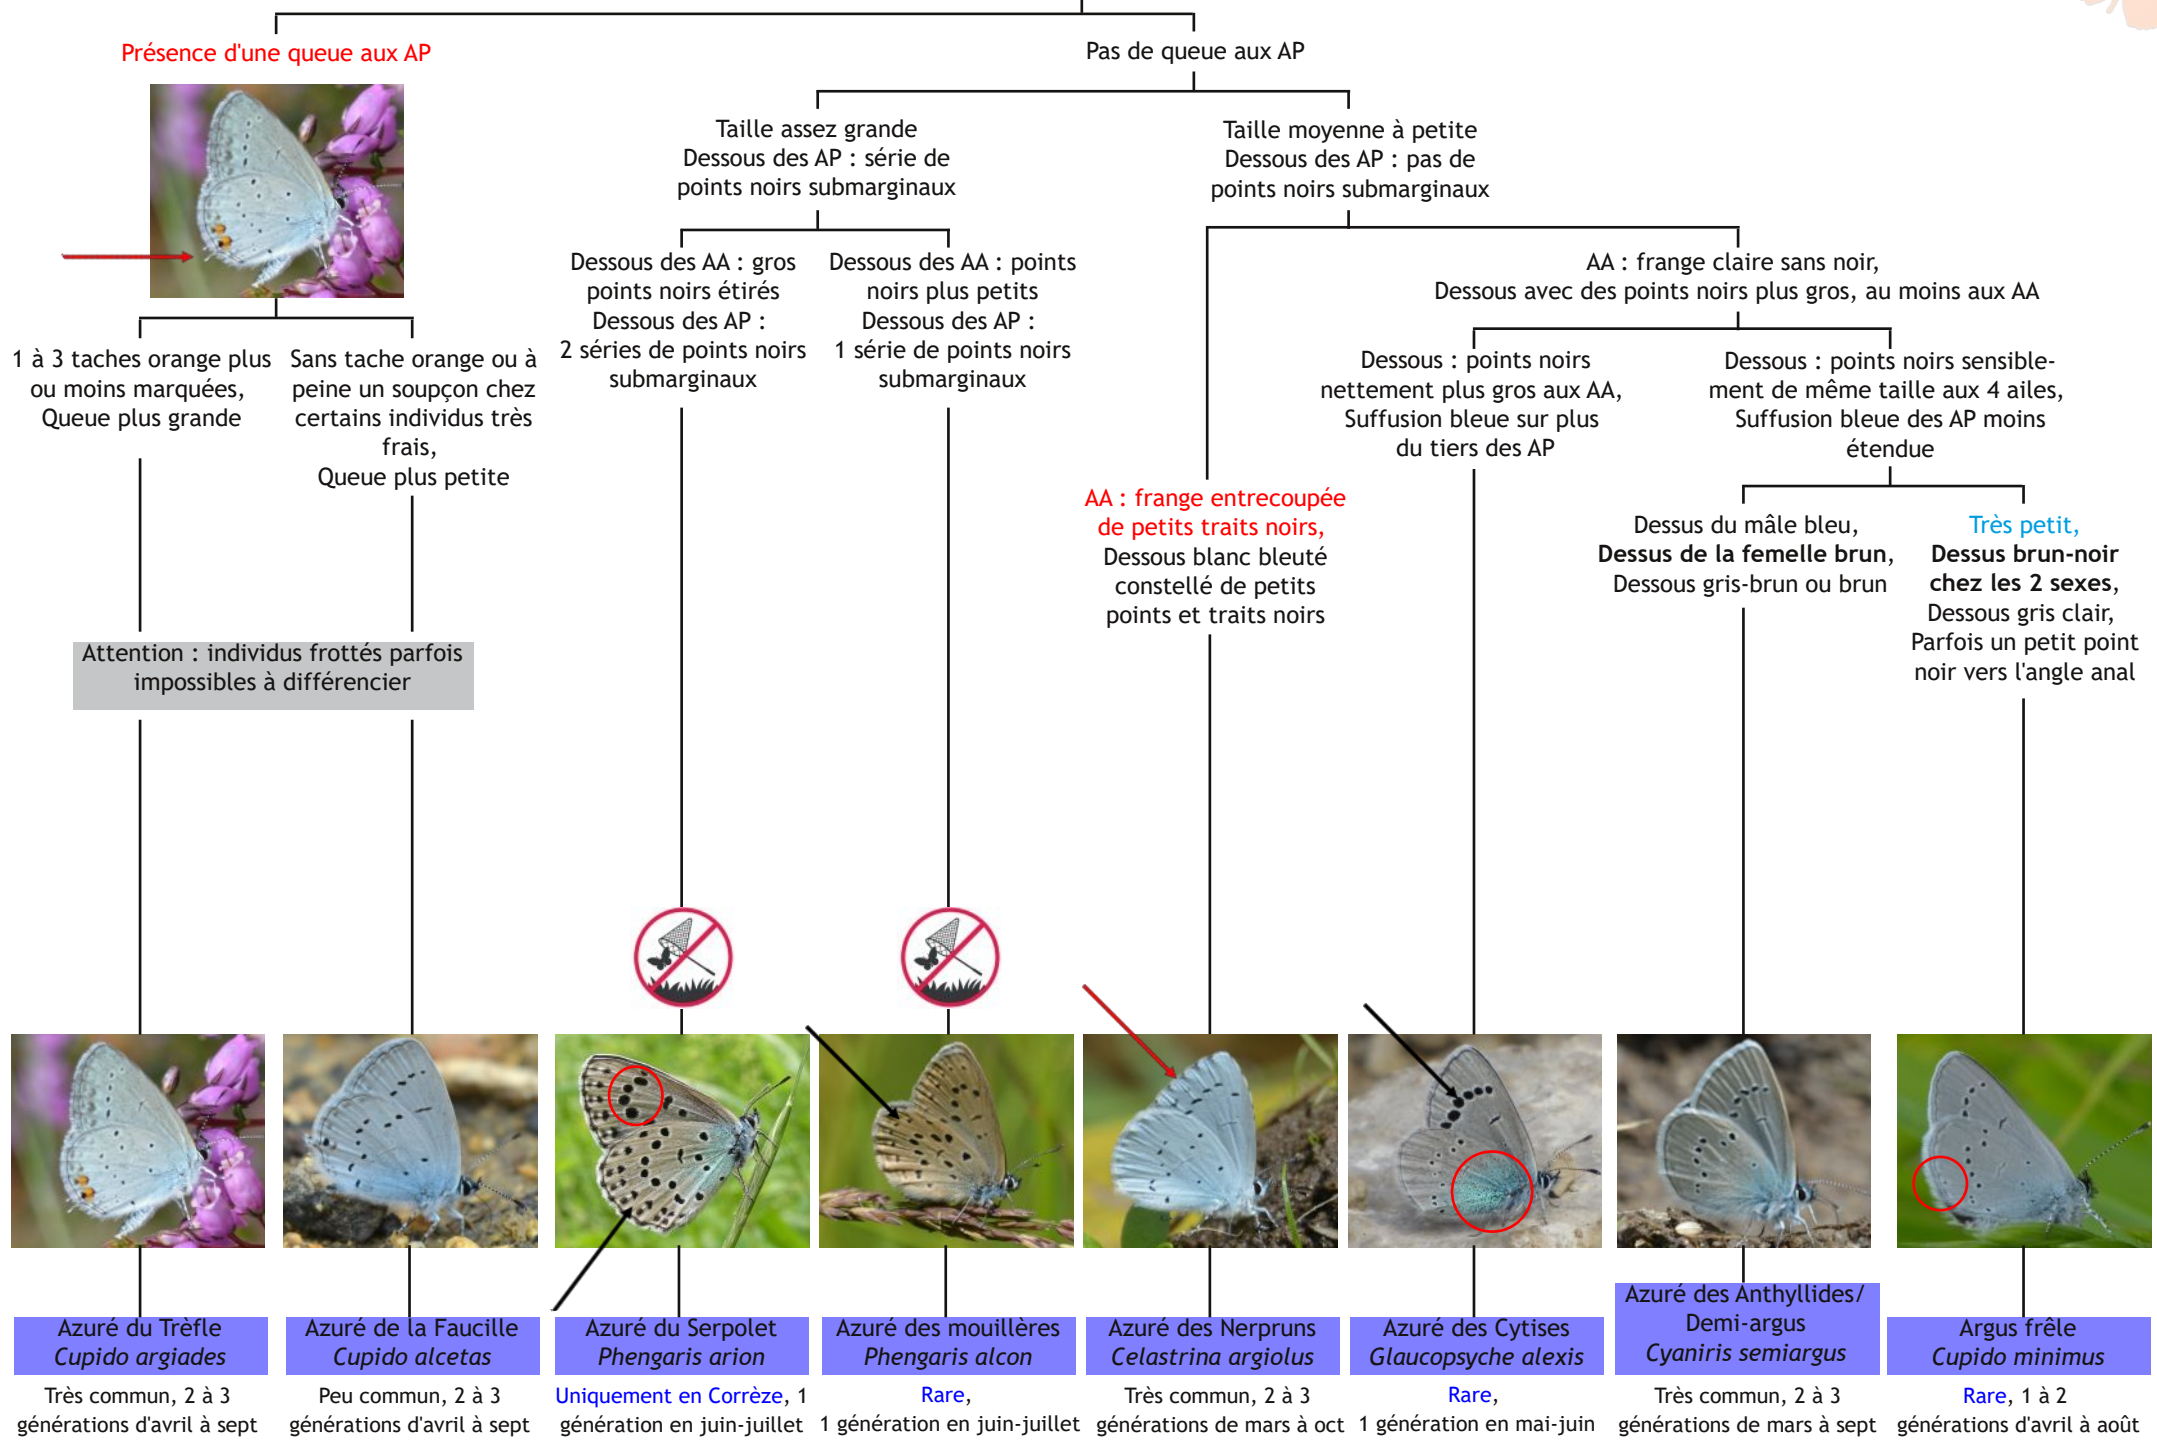 Présence d'une queue aux AP
Pas de queue aux AP
Taille assez grande
Dessous des AP : série de
points noirs submarginaux
Taille moyenne à petite
Dessous des AP : pas de
points noirs submarginaux
Dessous des AA : gros
points noirs étirés
Dessous des AP :
2 séries de points noirs
submarginaux
Dessous des AA : points
noirs plus petits
Dessous des AP :
1 série de points noirs
submarginaux
AA : frange claire sans noir,
Dessous avec des points noirs plus gros, au moins aux AA
1 à 3 taches orange plus
ou moins marquées,
Queue plus grande
Sans tache orange ou à
peine un soupçon chez
certains individus très
frais,
Queue plus petite
Dessous : points noirs
nettement plus gros aux AA,
Suffusion bleue sur plus
du tiers des AP
Dessous : points noirs sensible-
ment de même taille aux 4 ailes,
Suffusion bleue des AP moins
étendue
AA : frange entrecoupée
de petits traits noirs,
Dessous blanc bleuté
constellé de petits
points et traits noirs
Dessus du mâle bleu,
Dessus de la femelle brun,
Dessous gris-brun ou brun
Très petit,
Dessus brun-noir
chez les 2 sexes,
Dessous gris clair,
Parfois un petit point
noir vers l'angle anal
Attention : individus frottés parfois
impossibles à différencier
Azuré du Trèfle
Cupido argiades
Très commun, 2 à 3
générations d'avril à sept
Azuré de la Faucille
Cupido alcetas
Peu commun, 2 à 3
générations d'avril à sept
Azuré du Serpolet
Phengaris arion
Uniquement en Corrèze, 1
génération en juin-juillet
Azuré des mouillères
Phengaris alcon
Rare,
1 génération en juin-juillet
Azuré des Nerpruns
Celastrina argiolus
Très commun, 2 à 3
générations de mars à oct
Azuré des Cytises
Glaucopsyche alexis
Rare,
1 génération en mai-juin
Azuré des Anthyllides/
Demi-argus
Cyaniris semiargus
Très commun, 2 à 3
générations de mars à sept
Argus frêle
Cupido minimus
Rare, 1 à 2
générations d'avril à août